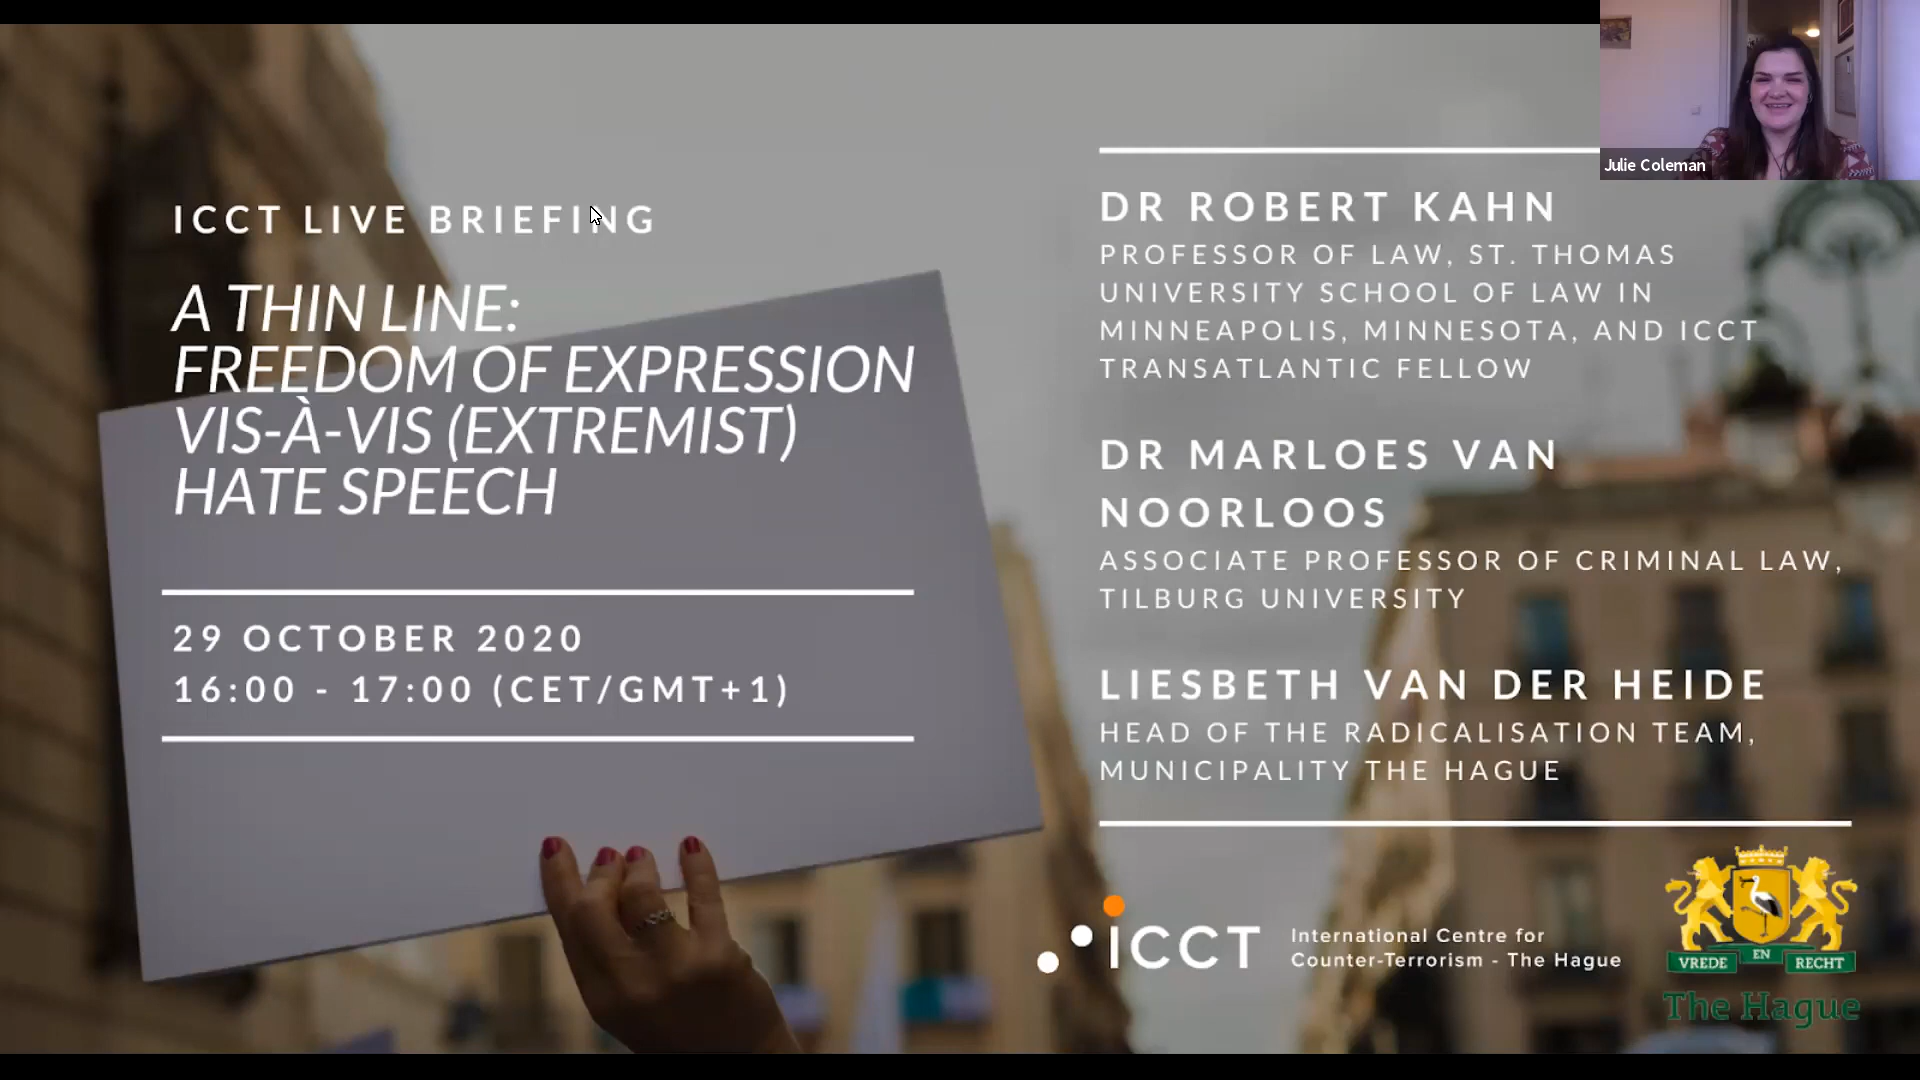 Julie Coleman
ICCT LIVE BRIEFING
A THIN LINE:
FREEDOM OF EXPRESSION
VIS-À-VIS (EXTREMIST)
HATE SPEECH
29 OCTOBER 2020
16:00 - 17:00 (CET/GMT+1)
DR ROBERT KAHN
PROFESSOR OF LAW, ST. THOMAS
UNIVERSITY SCHOOL OF LAW IN
MINNEAPOLIS, MINNESOTA, AND ICCT
TRANSATLANTIC FELLOW
DR MARLOES VAN
NOORLOOS
ASSOCIATE PROFESSOR OF CRIMINAL LAW,
TILBURG UNIVERSITY
LIESBETH VAN DER HEIDE
HEAD OF THE RADICALISATION TEAM,
MUNICIPALITY THE HAGUE
ICCT
International Centre for
Counter-Terrorism - The Hague
VREDE EN RECHT
The Hague